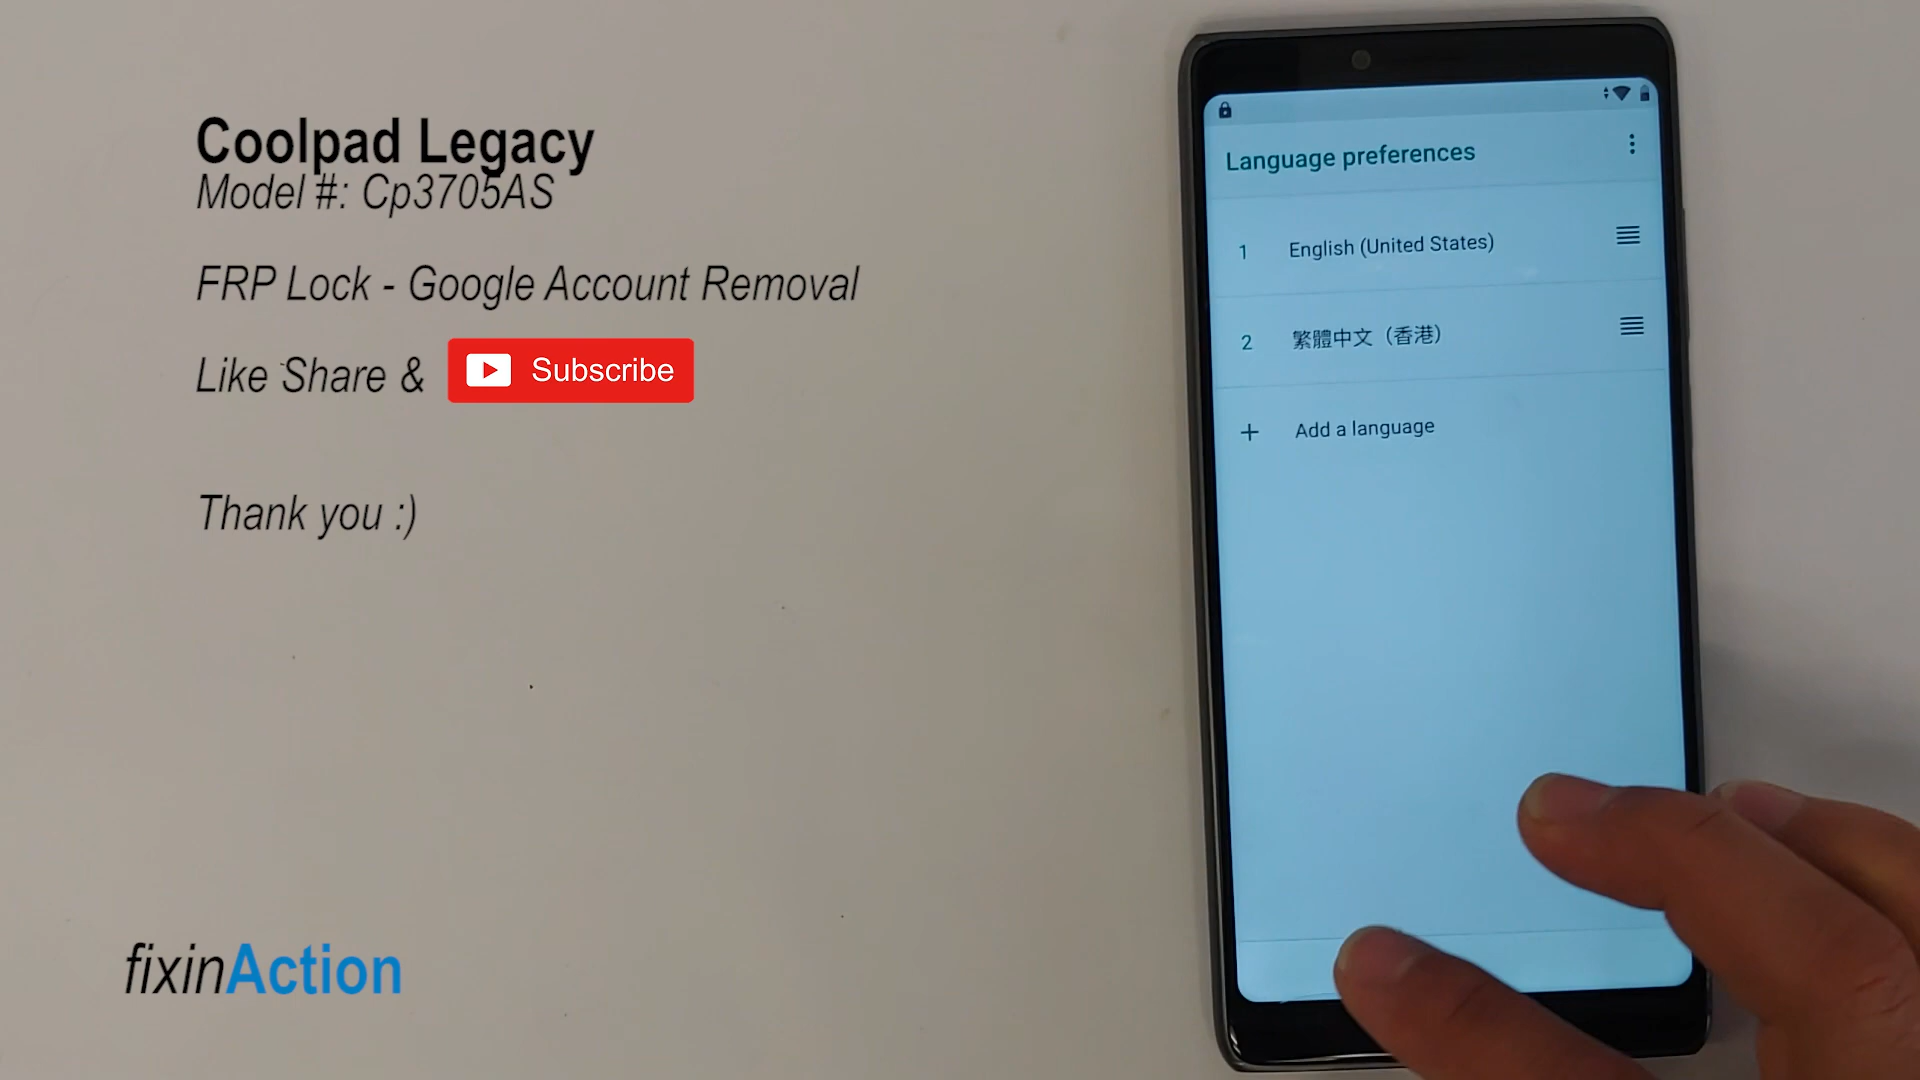 Coolpad Legacy
Model #: Cp3705AS
FRP Lock - Google Account Removal
Like Share & Subscribe
Thank you :)
fixinAction
Language preferences
1 English (United States)
2 繁體中文（香港）
+ Add a language